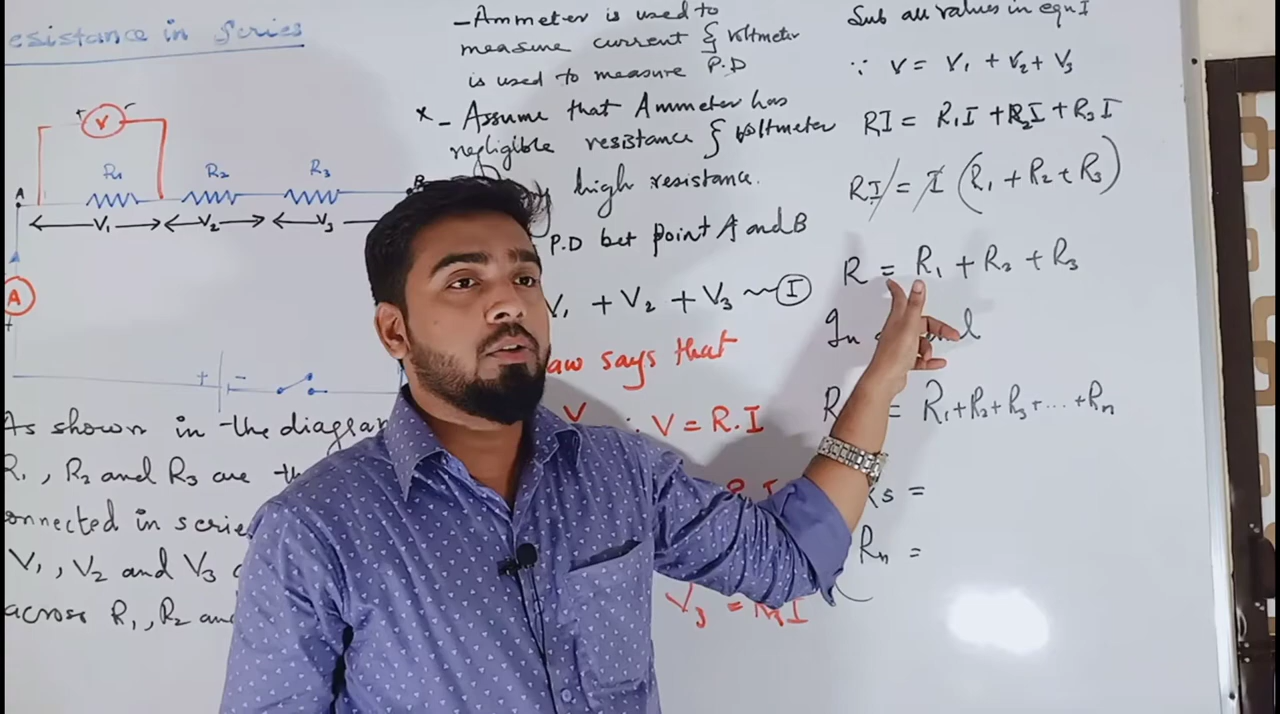 esistance in Series
+ V -
R1 R2 R3
A B
V1 V2 V3
A
+
+ -
As shown in the diagram
R1, R2 and R3 are
onnected in serie
V1, V2 and V3
across R1, R2 an
- Ammeter is used to
measure current & voltmeter
is used to measure P.D
x - Assume that Ammeter has
negligible resistance & voltmeter
high resistance.
P.D bet point A and B
V1 + V2 + V3 ~ I
aw says that
V ∴ V = R.I
V3 = R3 I
Sub all values in eqn I
∵ V = V1 + V2 + V3
RI = R1I + R2I + R3I
RI = I (R1 + R2 + R3)
R = R1 + R2 + R3
In
R = R1+R2+R3+...+Rn
Rs =
Rn =